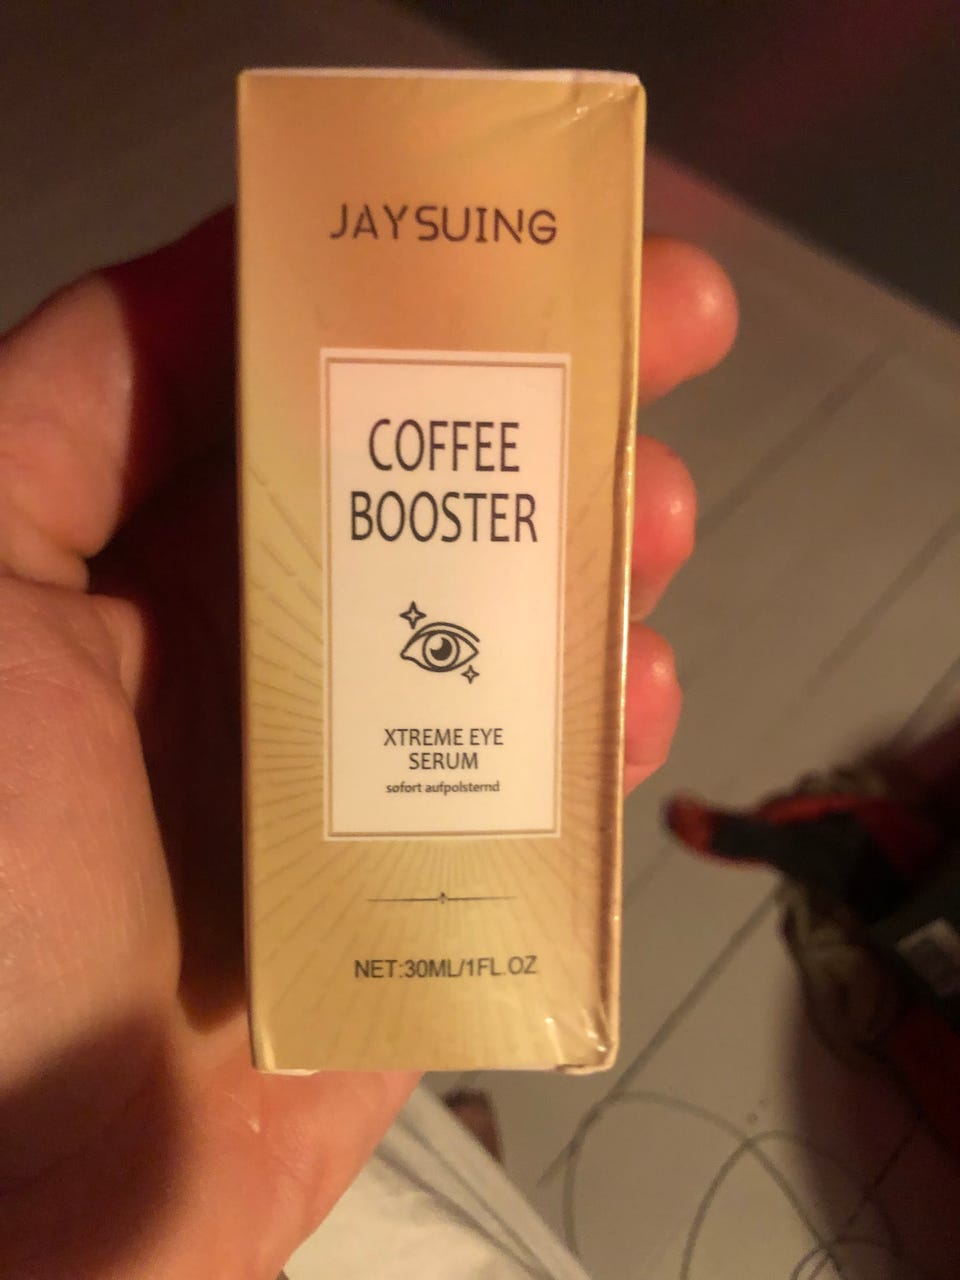 JAYSUING
COFFEE
BOOSTER
XTREME EYE
SERUM
sofort aufpolsternd
NET:30ML/1FL.OZ